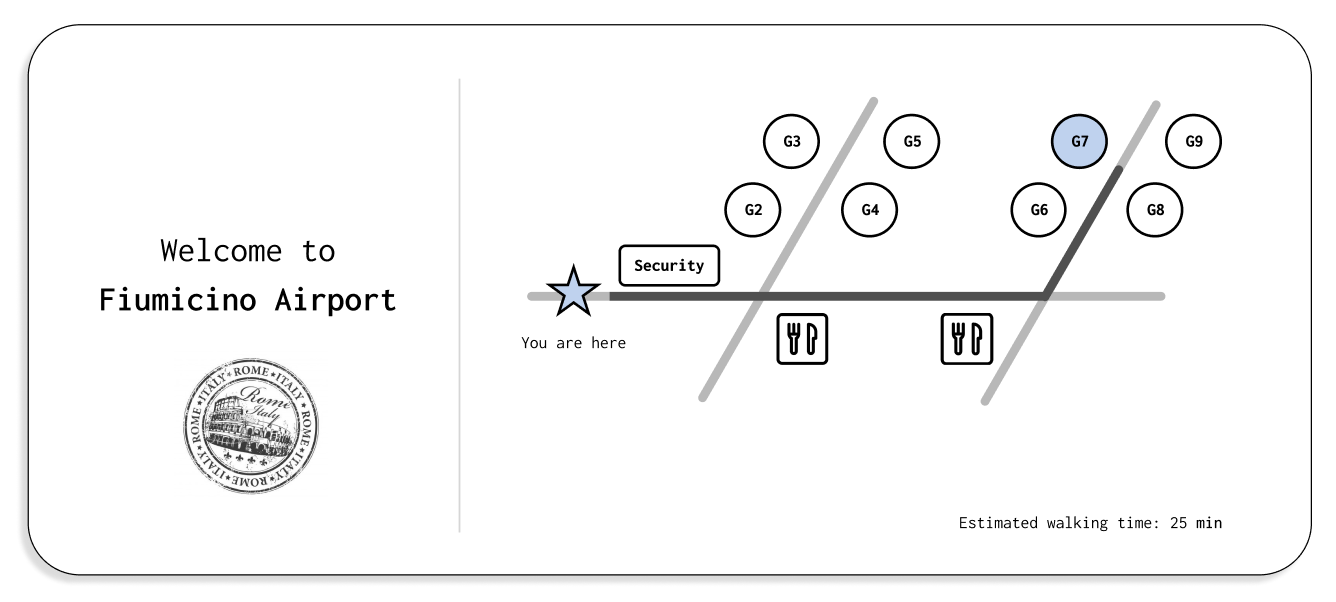 Welcome to
Fiumicino Airport
ROME★ITALY★ROME★ITALY★ROME★ITALY★ROME★ITALY★
Rome
Italy
G3
G5
G7
G9
G2
G4
G6
G8
Security
You are here
Estimated walking time: 25 min